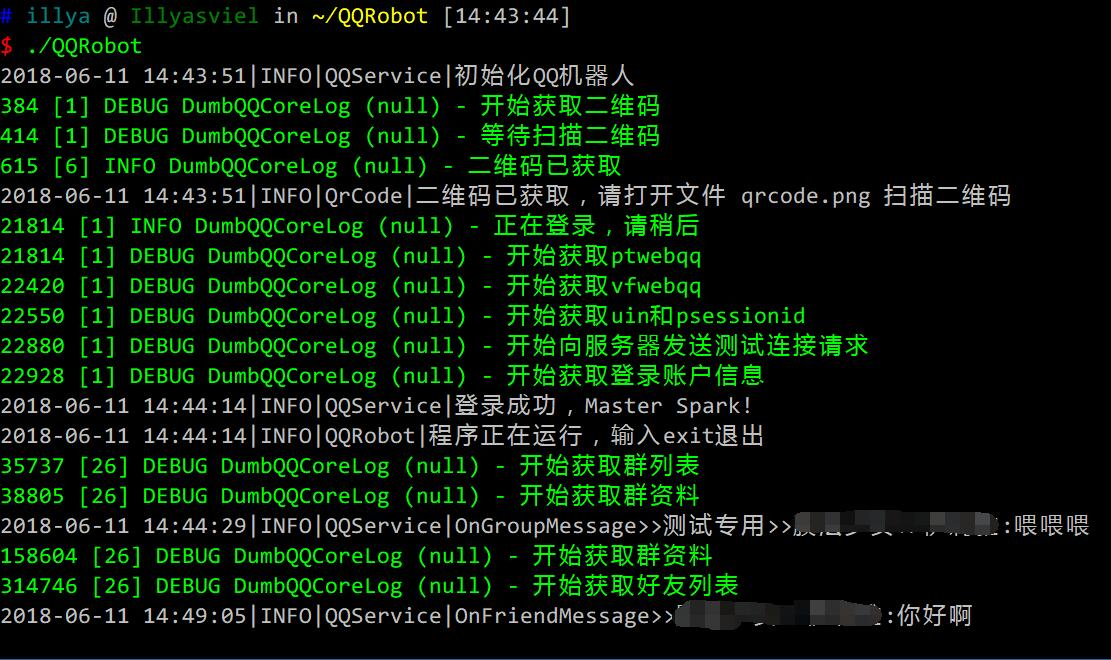 # illya @ Illyasviel in ~/QQRobot [14:43:44]
$ ./QQRobot
2018-06-11 14:43:51|INFO|QQService|初始化QQ机器人
384 [1] DEBUG DumbQQCoreLog (null) - 开始获取二维码
414 [1] DEBUG DumbQQCoreLog (null) - 等待扫描二维码
615 [6] INFO DumbQQCoreLog (null) - 二维码已获取
2018-06-11 14:43:51|INFO|QrCode|二维码已获取，请打开文件 qrcode.png 扫描二维码
21814 [1] INFO DumbQQCoreLog (null) - 正在登录，请稍后
21814 [1] DEBUG DumbQQCoreLog (null) - 开始获取ptwebqq
22420 [1] DEBUG DumbQQCoreLog (null) - 开始获取vfwebqq
22550 [1] DEBUG DumbQQCoreLog (null) - 开始获取uin和psessionid
22880 [1] DEBUG DumbQQCoreLog (null) - 开始向服务器发送测试连接请求
22928 [1] DEBUG DumbQQCoreLog (null) - 开始获取登录账户信息
2018-06-11 14:44:14|INFO|QQService|登录成功，Master Spark!
2018-06-11 14:44:14|INFO|QQRobot|程序正在运行，输入exit退出
35737 [26] DEBUG DumbQQCoreLog (null) - 开始获取群列表
38805 [26] DEBUG DumbQQCoreLog (null) - 开始获取群资料
2018-06-11 14:44:29|INFO|QQService|OnGroupMessage>>测试专用>>:喂喂喂
158604 [26] DEBUG DumbQQCoreLog (null) - 开始获取群资料
314746 [26] DEBUG DumbQQCoreLog (null) - 开始获取好友列表
2018-06-11 14:49:05|INFO|QQService|OnFriendMessage>>:你好啊